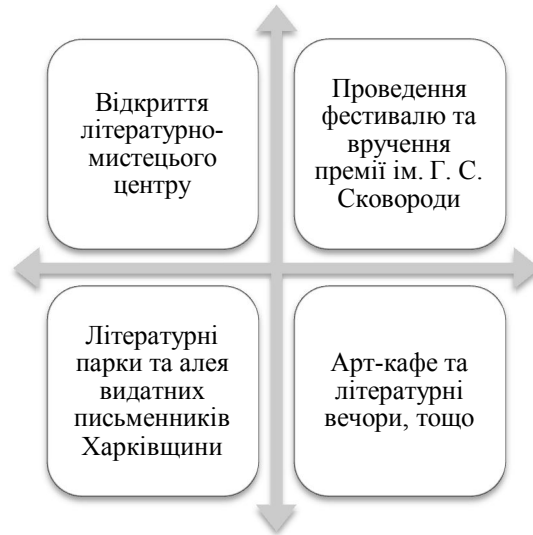 Відкриття
літературно-
мистецього
центру
Проведення
фестивалю та
вручення
премії ім. Г. С.
Сковороди
Літературні
парки та алея
видатних
письменників
Харківщини
Арт-кафе та
літературні
вечори, тощо